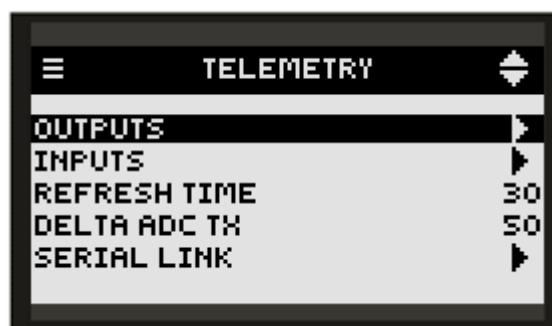 TELEMETRY
OUTPUTS
INPUTS
REFRESH TIME 30
DELTA ADC TX 50
SERIAL LINK